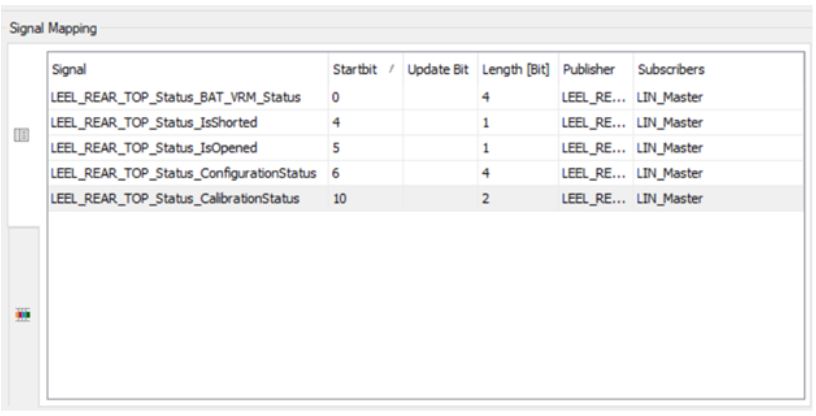 Signal Mapping
Signal Startbit / Update Bit Length [Bit] Publisher Subscribers
LEEL_REAR_TOP_Status_BAT_VRM_Status 0 4 LEEL_RE... LIN_Master
LEEL_REAR_TOP_Status_IsShorted 4 1 LEEL_RE... LIN_Master
LEEL_REAR_TOP_Status_IsOpened 5 1 LEEL_RE... LIN_Master
LEEL_REAR_TOP_Status_ConfigurationStatus 6 4 LEEL_RE... LIN_Master
LEEL_REAR_TOP_Status_CalibrationStatus 10 2 LEEL_RE... LIN_Master